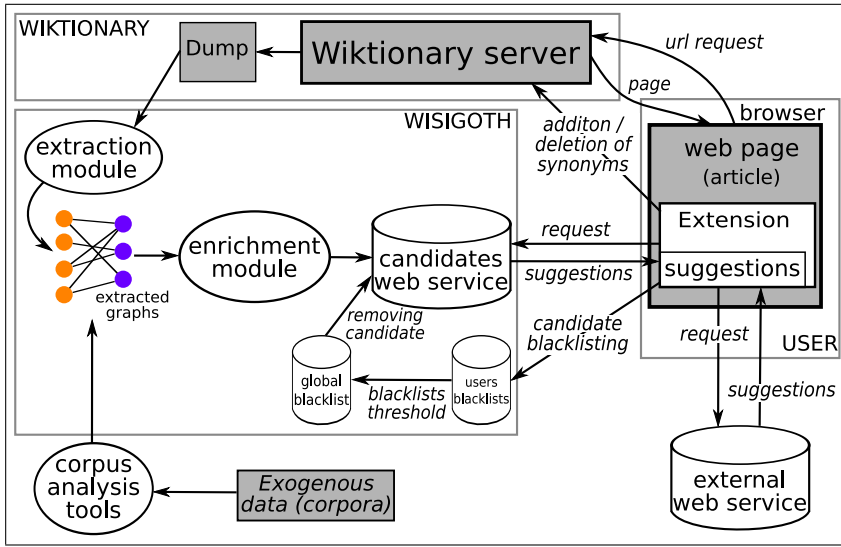 WIKTIONARY
Dump
Wiktionary server
url request
page
browser
WISIGOTH
additon /
deletion of
synonyms
web page
(article)
extraction
module
Extension
suggestions
enrichment
module
candidates
web service
request
suggestions
extracted
graphs
removing
candidate
candidate
blacklisting
request
USER
global
blacklist
blacklists
threshold
users
blacklists
suggestions
corpus
analysis
tools
Exogenous
data (corpora)
external
web service